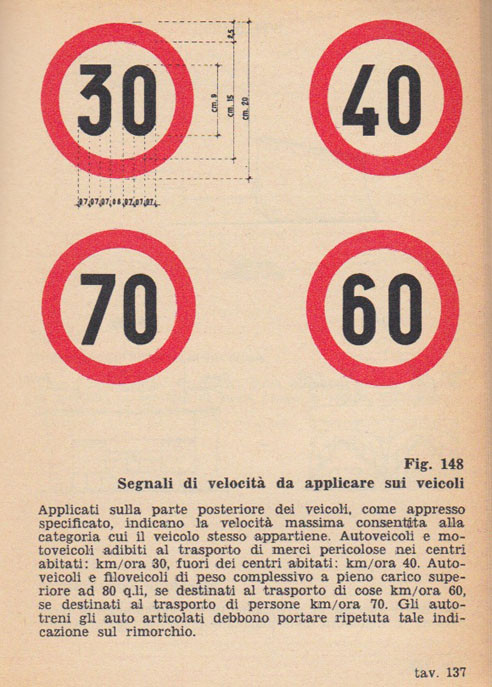 30
40
2,5
cm. 9
cm. 15
cm. 20
70
60
Fig. 148
Segnali di velocità da applicare sui veicoli
Applicati sulla parte posteriore dei veicoli, come appresso
specificato, indicano la velocità massima consentita alla
categoria cui il veicolo stesso appartiene. Autoveicoli e mo-
toveicoli adibiti al trasporto di merci pericolose nei centri
abitati: km/ora 30, fuori dei centri abitati: km/ora 40. Auto-
veicoli e filoveicoli di peso complessivo a pieno carico supe-
riore ad 80 q.li, se destinati al trasporto di cose km/ora 60,
se destinati al trasporto di persone km/ora 70. Gli auto-
treni gli auto articolati debbono portare ripetuta tale indi-
cazione sul rimorchio.
tav. 137